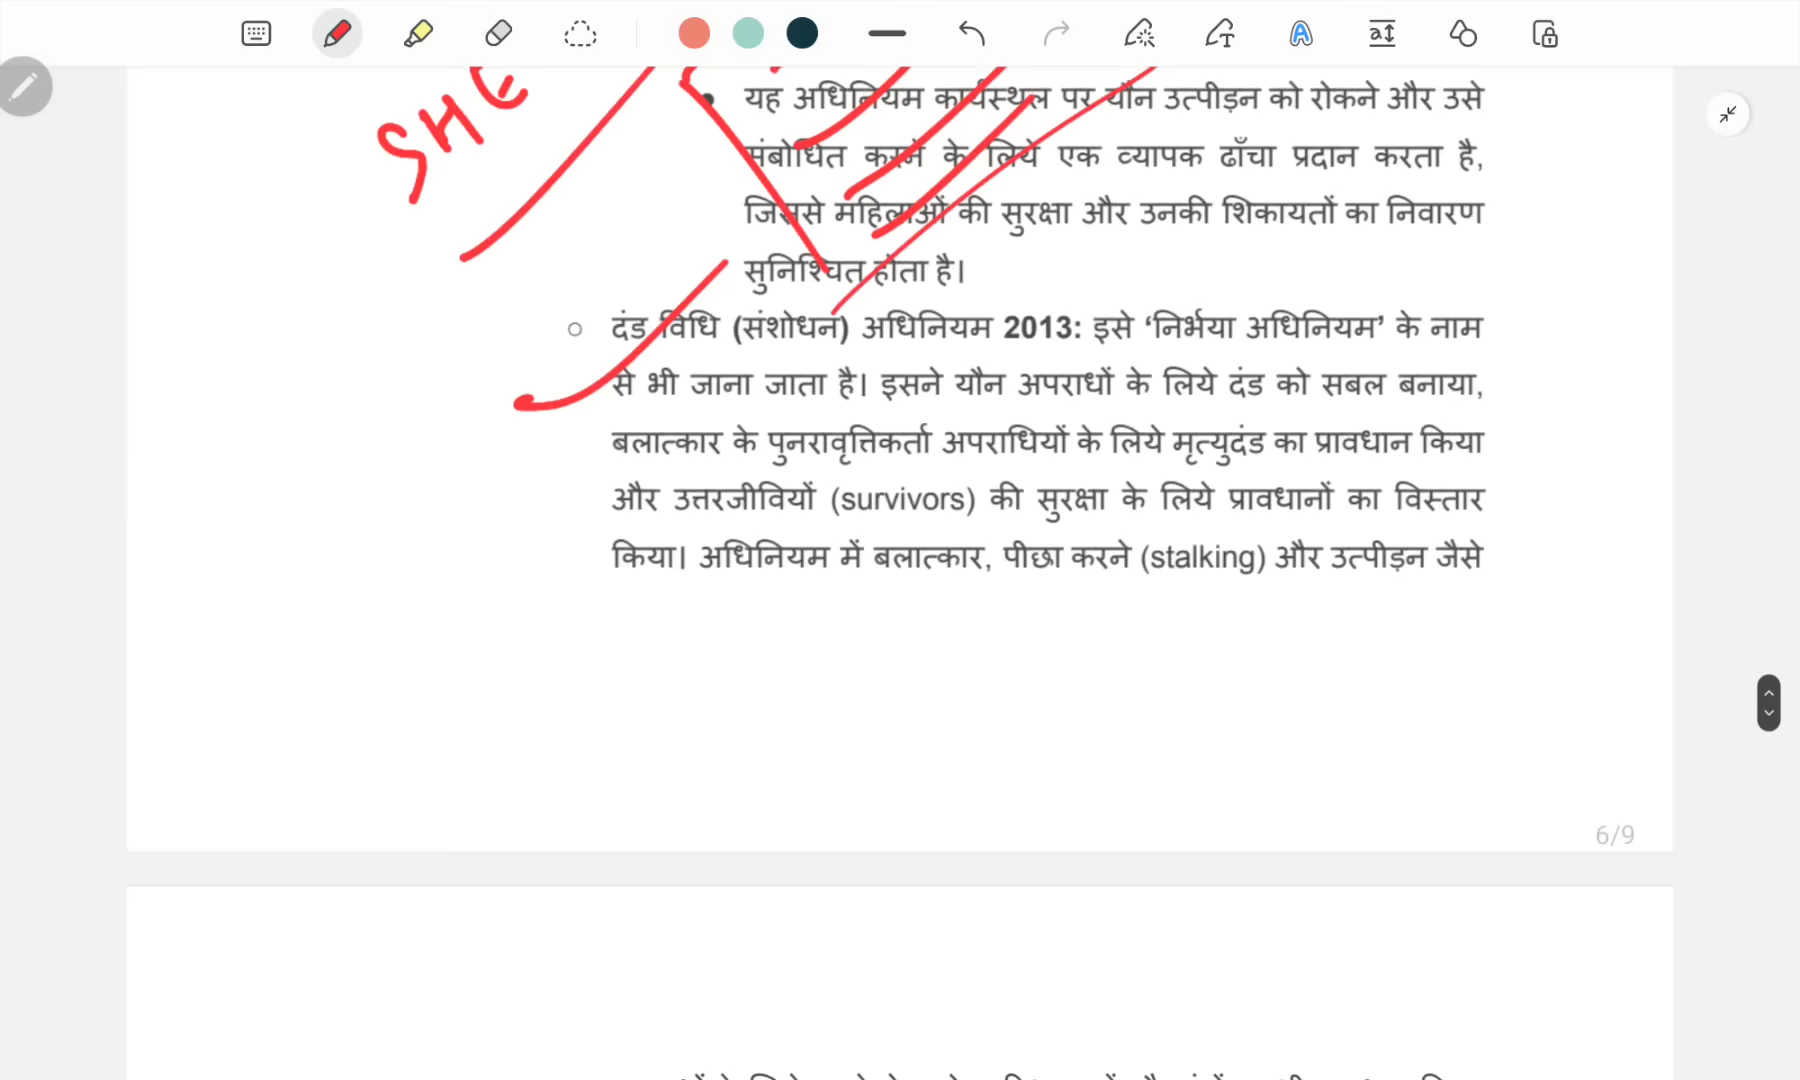 SHE
यह अधिनियम कार्यस्थल पर यौन उत्पीड़न को रोकने और उसे
संबोधित करने के लिये एक व्यापक ढाँचा प्रदान करता है,
जिससे महिलाओं की सुरक्षा और उनकी शिकायतों का निवारण
सुनिश्चित होता है।
दंड विधि (संशोधन) अधिनियम 2013: इसे ‘निर्भया अधिनियम’ के नाम
से भी जाना जाता है। इसने यौन अपराधों के लिये दंड को सबल बनाया,
बलात्कार के पुनरावृत्तिकर्ता अपराधियों के लिये मृत्युदंड का प्रावधान किया
और उत्तरजीवियों (survivors) की सुरक्षा के लिये प्रावधानों का विस्तार
किया। अधिनियम में बलात्कार, पीछा करने (stalking) और उत्पीड़न जैसे
6/9